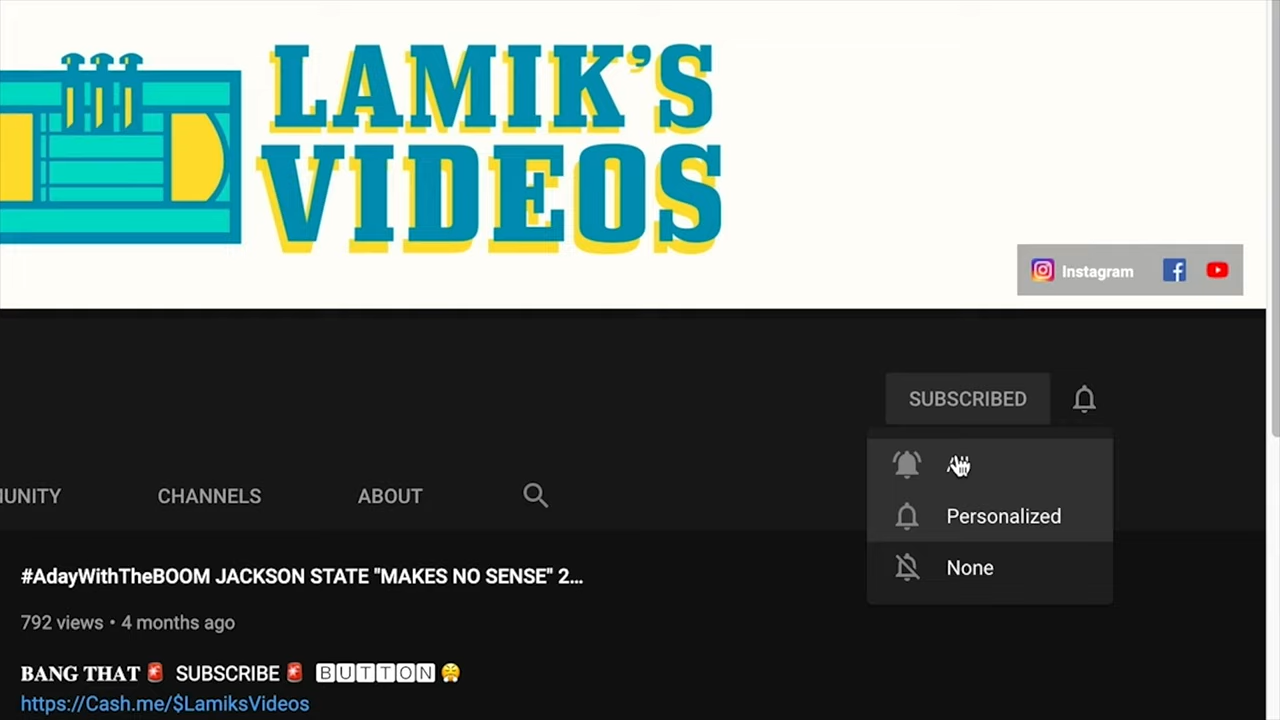 LAMIK'S
VIDEOS
Instagram
SUBSCRIBED
Personalized
None
CHANNELS
ABOUT
#AdayWithTheBOOM JACKSON STATE "MAKES NO SENSE" 2...
792 views • 4 months ago
𝐁𝐀𝐍𝐆 𝐓𝐇𝐀𝐓🚨 SUBSCRIBE🚨 🄱🅄🅃🅃🄾🄽😤
https://Cash.me/$LamiksVideos